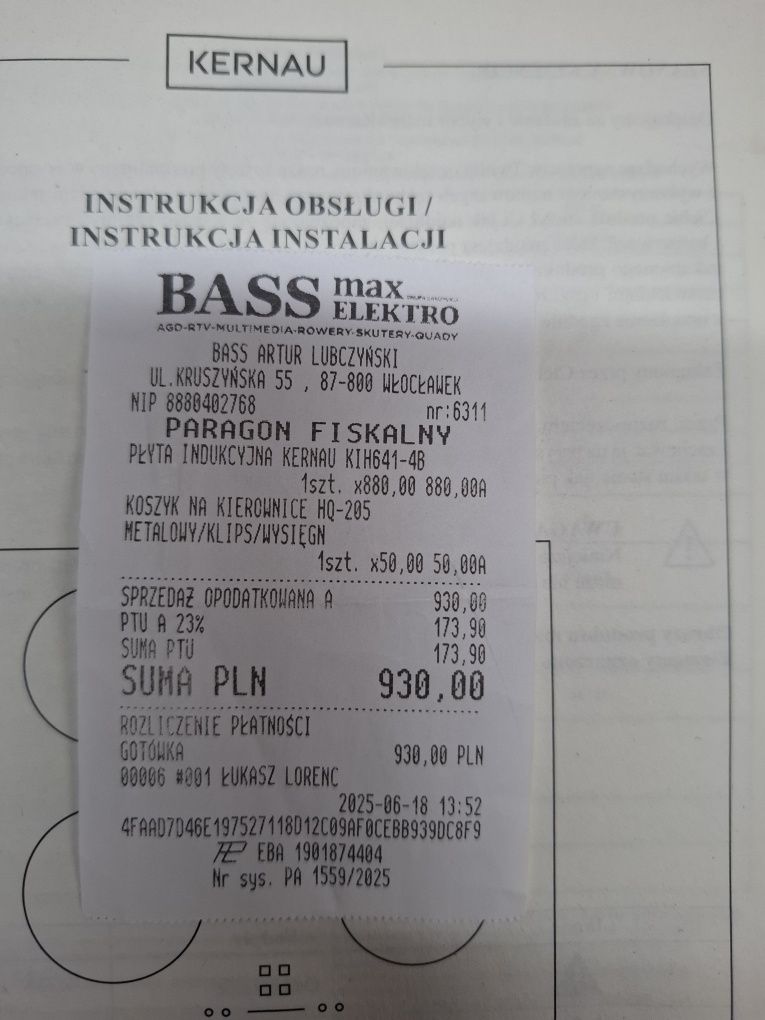 KERNAU
INSTRUKCJA OBSŁUGI /
INSTRUKCJA INSTALACJI
BASS max
ELEKTRO
AGD-RTV-MULTIMEDIA-ROWERY-SKUTERY-QUADY
BASS ARTUR LUBCZYŃSKI
UL.KRUSZYŃSKA 55 , 87-800 WŁOCŁAWEK
NIP 8880402768 nr:6311
PARAGON FISKALNY
PŁYTA INDUKCYJNA KERNAU KIH641-4B
1szt. x880,00 880,00A
KOSZYK NA KIEROWNICE HQ-205
METALOWY/KLIPS/WYSIĘGN
1szt. x50,00 50,00A
SPRZEDAŻ OPODATKOWANA A 930,00
PTU A 23% 173,90
SUMA PTU 173,90
SUMA PLN 930,00
ROZLICZENIE PŁATNOŚCI
GOTÓWKA 930,00 PLN
00006 #001 ŁUKASZ LORENC
2025-06-18 13:52
4FAAD7D46E197527118D12C09AF0CEBB939DC8F9
EBA 1901874404
Nr sys. PA 1559/2025